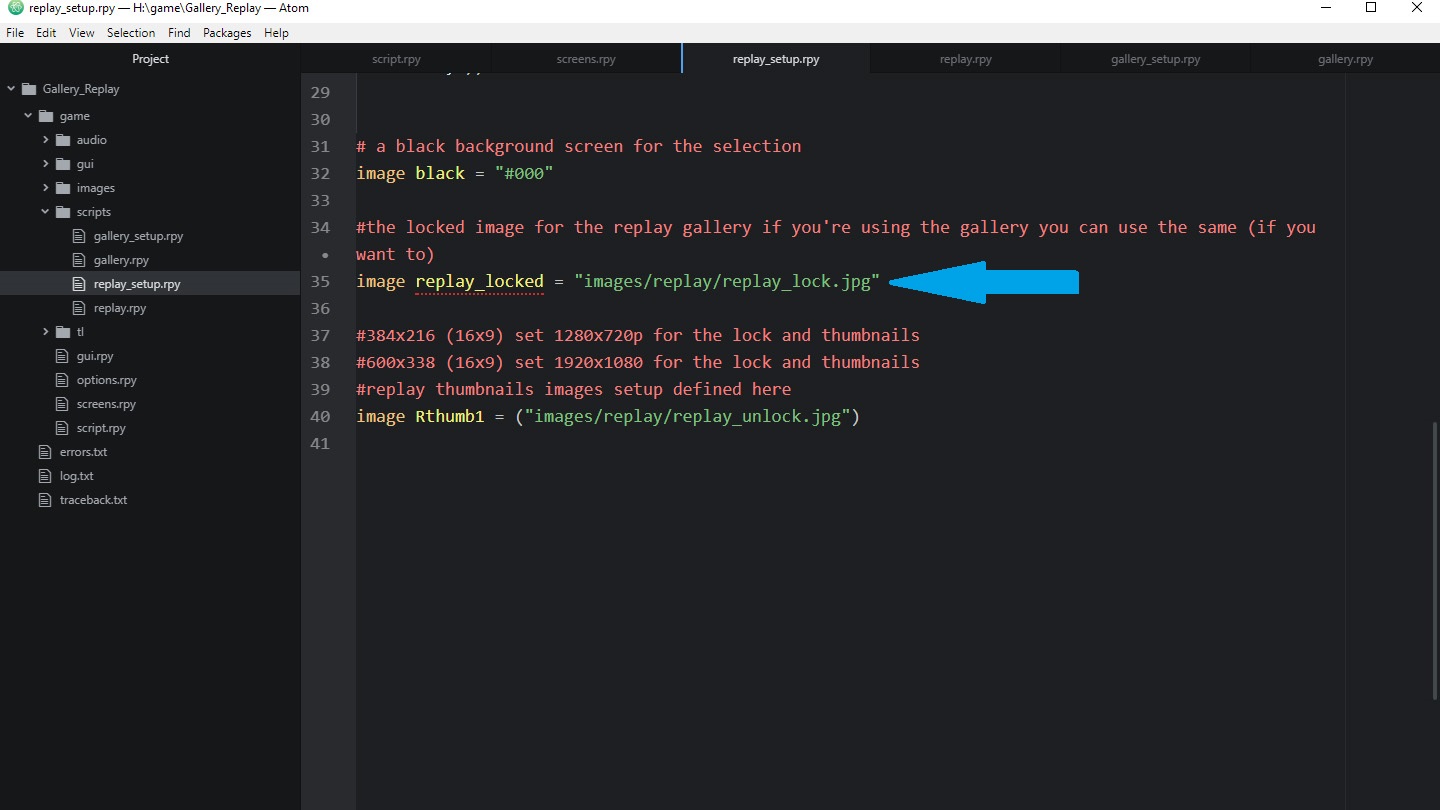 replay_setup.rpy — H:\game\Gallery_Replay — Atom
File Edit View Selection Find Packages Help
Project
script.rpy screens.rpy replay_setup.rpy replay.rpy gallery_setup.rpy gallery.rpy
Gallery_Replay
game
audio
gui
images
scripts
gallery_setup.rpy
gallery.rpy
replay_setup.rpy
replay.rpy
tl
gui.rpy
options.rpy
screens.rpy
script.rpy
errors.txt
log.txt
traceback.txt
29
30
31 # a black background screen for the selection
32 image black = "#000"
33
34 #the locked image for the replay gallery if you're using the gallery you can use the same (if you
• want to)
35 image replay_locked = "images/replay/replay_lock.jpg"
36
37 #384x216 (16x9) set 1280x720p for the lock and thumbnails
38 #600x338 (16x9) set 1920x1080 for the lock and thumbnails
39 #replay thumbnails images setup defined here
40 image Rthumb1 = ("images/replay/replay_unlock.jpg")
41